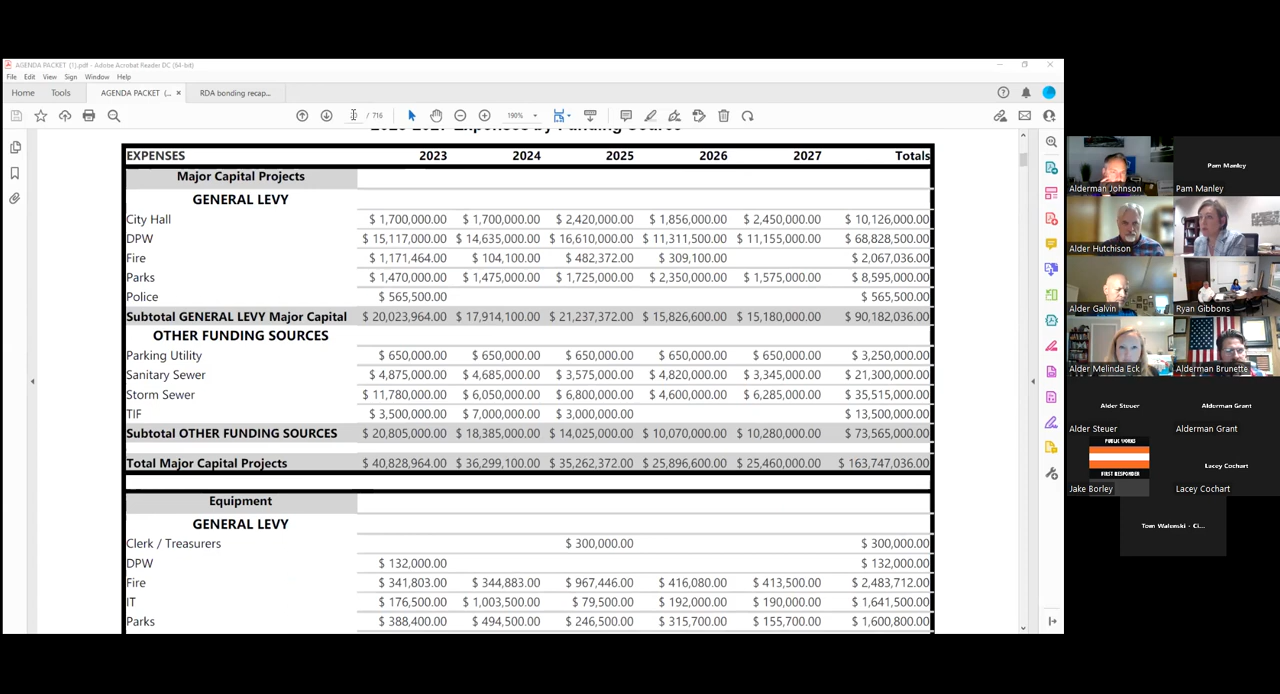 AGENDA PACKET (1).pdf - Adobe Acrobat Reader DC (64-bit)
File Edit View Sign Window Help
Home Tools AGENDA PACKET (... × RDA bonding recap...
/ 716 190%
2023-2027 Expenses by Funding Source
EXPENSES 2023 2024 2025 2026 2027 Totals
Major Capital Projects
GENERAL LEVY
City Hall $ 1,700,000.00 $ 1,700,000.00 $ 2,420,000.00 $ 1,856,000.00 $ 2,450,000.00 $ 10,126,000.00
DPW $ 15,117,000.00 $ 14,635,000.00 $ 16,610,000.00 $ 11,311,500.00 $ 11,155,000.00 $ 68,828,500.00
Fire $ 1,171,464.00 $ 104,100.00 $ 482,372.00 $ 309,100.00 $ 2,067,036.00
Parks $ 1,470,000.00 $ 1,475,000.00 $ 1,725,000.00 $ 2,350,000.00 $ 1,575,000.00 $ 8,595,000.00
Police $ 565,500.00 $ 565,500.00
Subtotal GENERAL LEVY Major Capital $ 20,023,964.00 $ 17,914,100.00 $ 21,237,372.00 $ 15,826,600.00 $ 15,180,000.00 $ 90,182,036.00
OTHER FUNDING SOURCES
Parking Utility $ 650,000.00 $ 650,000.00 $ 650,000.00 $ 650,000.00 $ 650,000.00 $ 3,250,000.00
Sanitary Sewer $ 4,875,000.00 $ 4,685,000.00 $ 3,575,000.00 $ 4,820,000.00 $ 3,345,000.00 $ 21,300,000.00
Storm Sewer $ 11,780,000.00 $ 6,050,000.00 $ 6,800,000.00 $ 4,600,000.00 $ 6,285,000.00 $ 35,515,000.00
TIF $ 3,500,000.00 $ 7,000,000.00 $ 3,000,000.00 $ 13,500,000.00
Subtotal OTHER FUNDING SOURCES $ 20,805,000.00 $ 18,385,000.00 $ 14,025,000.00 $ 10,070,000.00 $ 10,280,000.00 $ 73,565,000.00
Total Major Capital Projects $ 40,828,964.00 $ 36,299,100.00 $ 35,262,372.00 $ 25,896,600.00 $ 25,460,000.00 $ 163,747,036.00
Equipment
GENERAL LEVY
Clerk / Treasurers $ 300,000.00 $ 300,000.00
DPW $ 132,000.00 $ 132,000.00
Fire $ 341,803.00 $ 344,883.00 $ 967,446.00 $ 416,080.00 $ 413,500.00 $ 2,483,712.00
IT $ 176,500.00 $ 1,003,500.00 $ 79,500.00 $ 192,000.00 $ 190,000.00 $ 1,641,500.00
Parks $ 388,400.00 $ 494,500.00 $ 246,500.00 $ 315,700.00 $ 155,700.00 $ 1,600,800.00
Pam Manley
Alderman Johnson Pam Manley
Alder Hutchison
Alder Galvin Ryan Gibbons
Alder Melinda Eck Alderman Brunette
Alder Steuer Alderman Grant
Alder Steuer Alderman Grant
PUBLIC WORKS
Lacey Cochart
FIRST RESPONDER
Jake Borley Lacey Cochart
Tom Walenski - Ci...